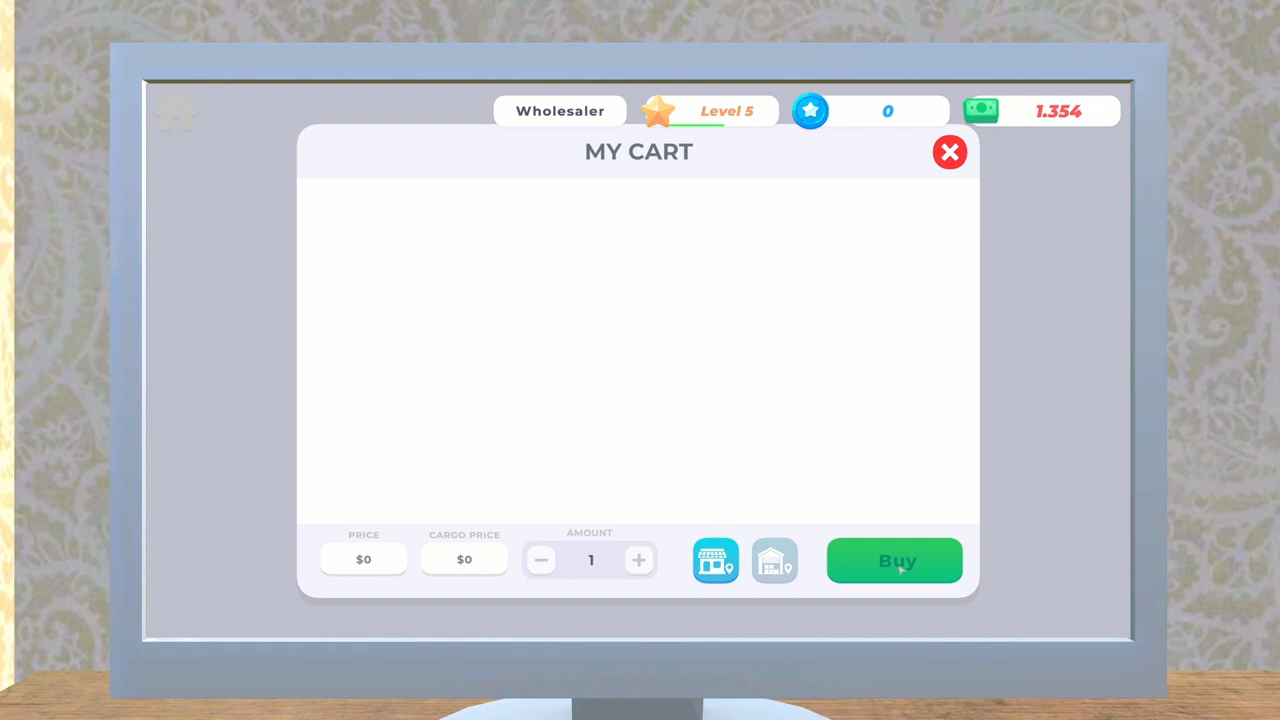 Wholesaler
Level 5
0
1.354
MY CART
PRICE
CARGO PRICE
AMOUNT
$0
$0
1
Buy